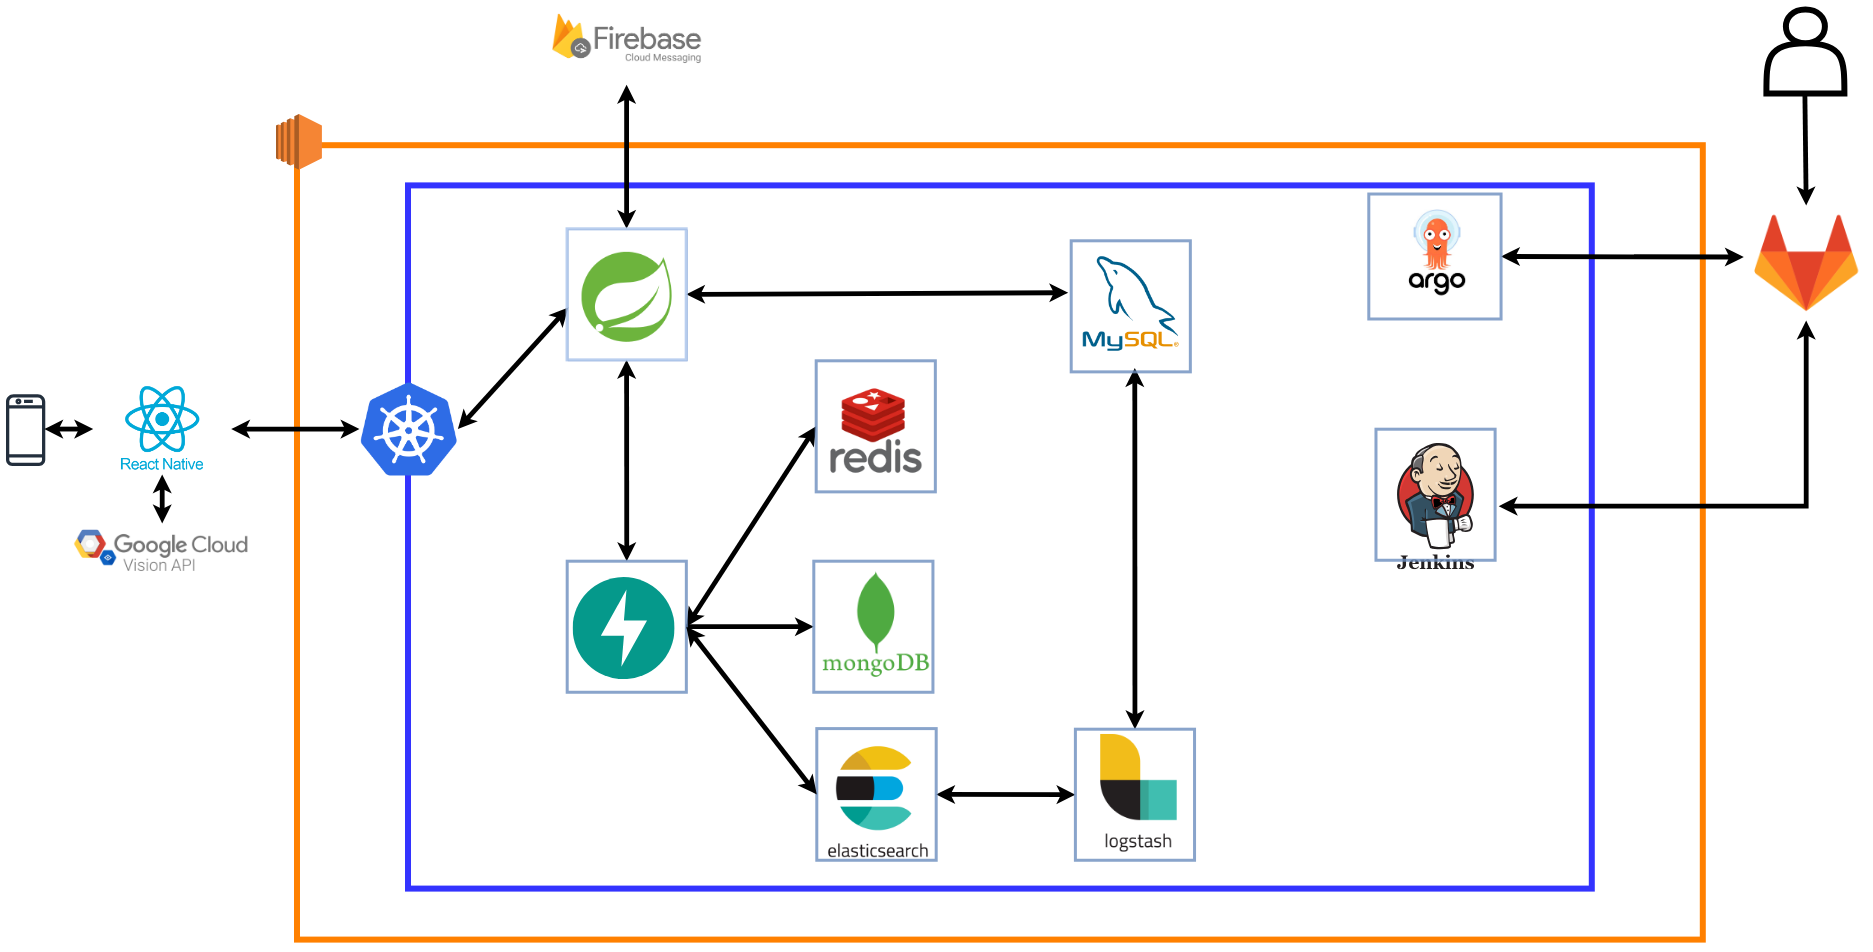 Firebase
Cloud Messaging
argo
MySQL®
redis
React Native
Google Cloud
Vision API
Jenkins
mongoDB
elasticsearch
logstash